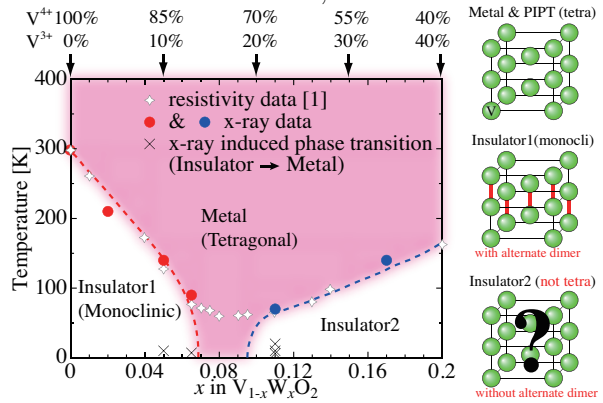 V⁴⁺ 100% 85% 70% 55% 40%
V³⁺ 0% 10% 20% 30% 40%
Metal & PIPT (tetra)
V
400
300
200
100
0
Temperature [K]
resistivity data [1]
& x-ray data
x-ray induced phase transition
(Insulator → Metal)
Metal
(Tetragonal)
Insulator1
(Monoclinic)
Insulator2
0 0.04 0.08 0.12 0.16 0.2
x in V₁₋ₓWₓO₂
Insulator1(monocli)
with alternate dimer
Insulator2 (not tetra)
?
without alternate dimer